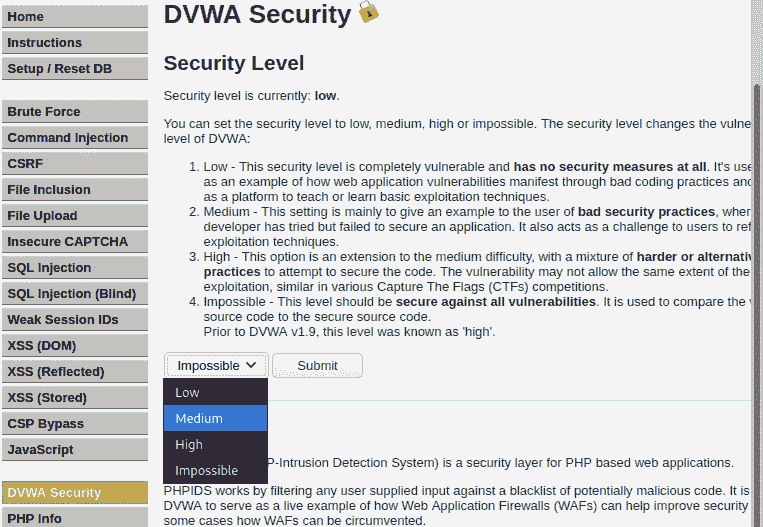 Home
Instructions
Setup / Reset DB
Brute Force
Command Injection
CSRF
File Inclusion
File Upload
Insecure CAPTCHA
SQL Injection
SQL Injection (Blind)
Weak Session IDs
XSS (DOM)
XSS (Reflected)
XSS (Stored)
CSP Bypass
JavaScript
DVWA Security
PHP Info
DVWA Security
Security Level
Security level is currently: low.
You can set the security level to low, medium, high or impossible. The security level changes the vulne
level of DVWA:
1. Low - This security level is completely vulnerable and has no security measures at all. It's use
as an example of how web application vulnerabilities manifest through bad coding practices and
as a platform to teach or learn basic exploitation techniques.
2. Medium - This setting is mainly to give an example to the user of bad security practices, wher
developer has tried but failed to secure an application. It also acts as a challenge to users to ref
exploitation techniques.
3. High - This option is an extension to the medium difficulty, with a mixture of harder or alternativ
practices to attempt to secure the code. The vulnerability may not allow the same extent of the
exploitation, similar in various Capture The Flags (CTFs) competitions.
4. Impossible - This level should be secure against all vulnerabilities. It is used to compare the
source code to the secure source code.
Prior to DVWA v1.9, this level was known as 'high'.
Impossible Submit
Low
Medium
High
Impossible
P-Intrusion Detection System) is a security layer for PHP based web applications.
PHPIDS works by filtering any user supplied input against a blacklist of potentially malicious code. It is
DVWA to serve as a live example of how Web Application Firewalls (WAFs) can help improve security
some cases how WAFs can be circumvented.